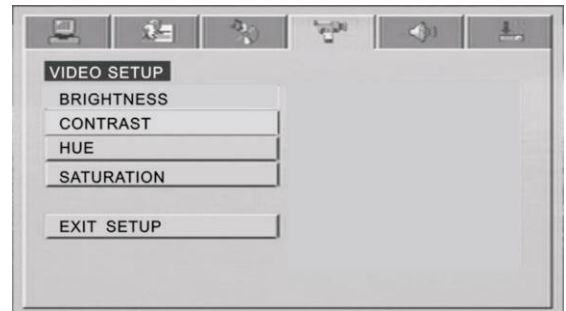 VIDEO SETUP
BRIGHTNESS
CONTRAST
HUE
SATURATION
EXIT SETUP